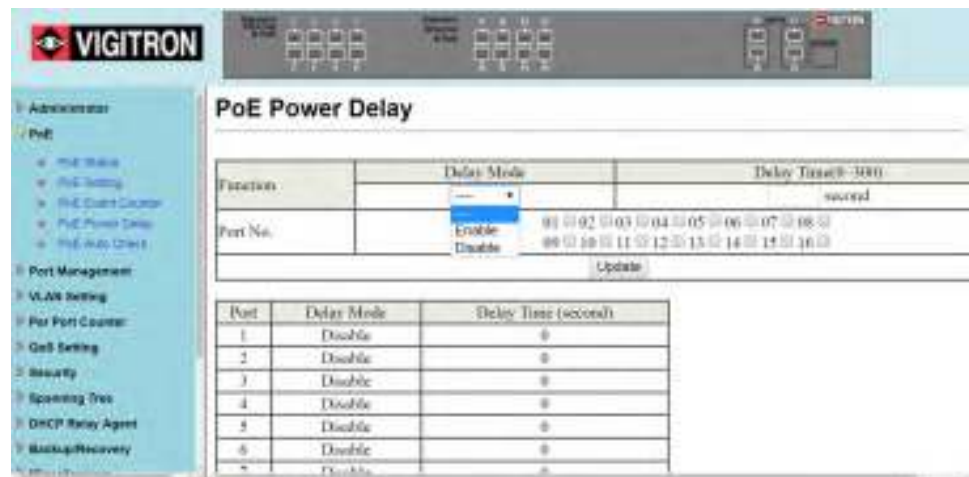 VIGITRON
Administrator
PoE
PoE Status
PoE Setting
PoE Event Counter
PoE Power Delay
PoE Auto Check
Port Management
VLAN Setting
Per Port Counter
QoS Setting
Security
Spanning Tree
DHCP Relay Agent
Backup/Recovery
PoE Power Delay
Function Delay Mode Delay Time(0~300)
---- second
----
Enable
Disable
Port No. 01 02 03 04 05 06 07 08
09 10 11 12 13 14 15 16
Update
Port Delay Mode Delay Time (second)
1 Disable 0
2 Disable 0
3 Disable 0
4 Disable 0
5 Disable 0
6 Disable 0
7 Disable 0